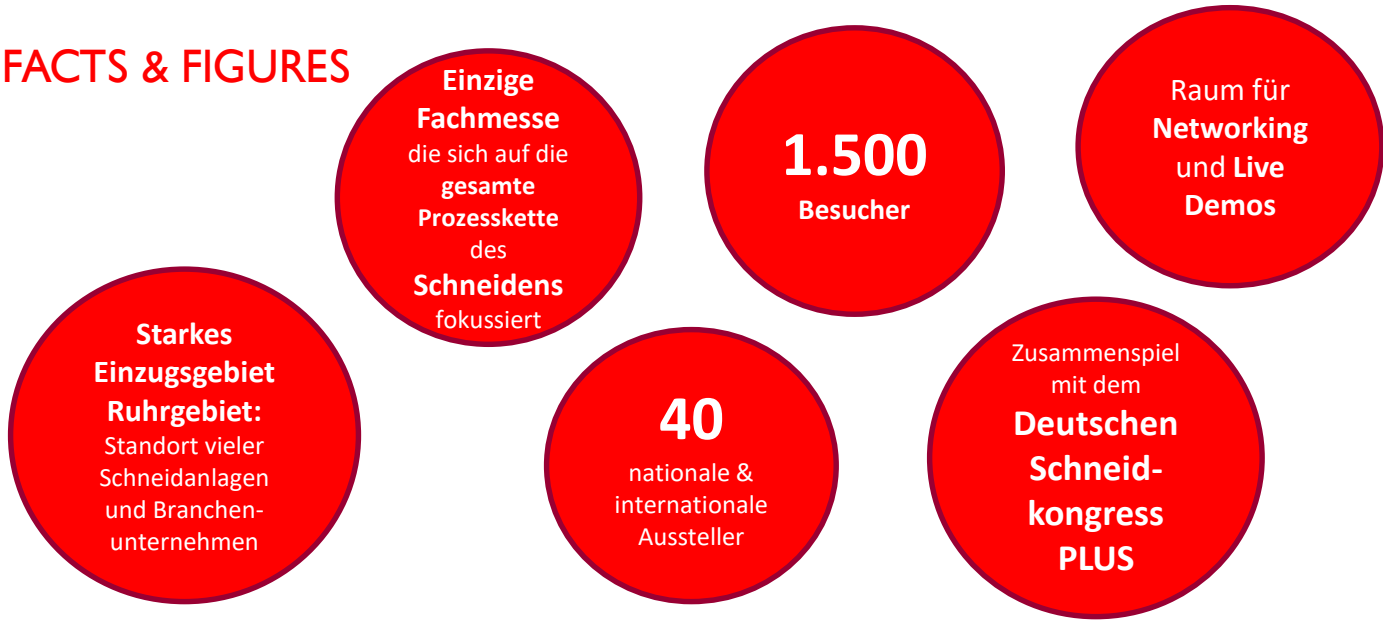 FACTS & FIGURES
Einzige
Fachmesse
die sich auf die
gesamte
Prozesskette
des
Schneidens
fokussiert
1.500
Besucher
Raum für
Networking
und Live
Demos
Starkes
Einzugsgebiet
Ruhrgebiet:
Standort vieler
Schneidanlagen
und Branchen-
unternehmen
40
nationale &
internationale
Aussteller
Zusammenspiel
mit dem
Deutschen
Schneid-
kongress
PLUS